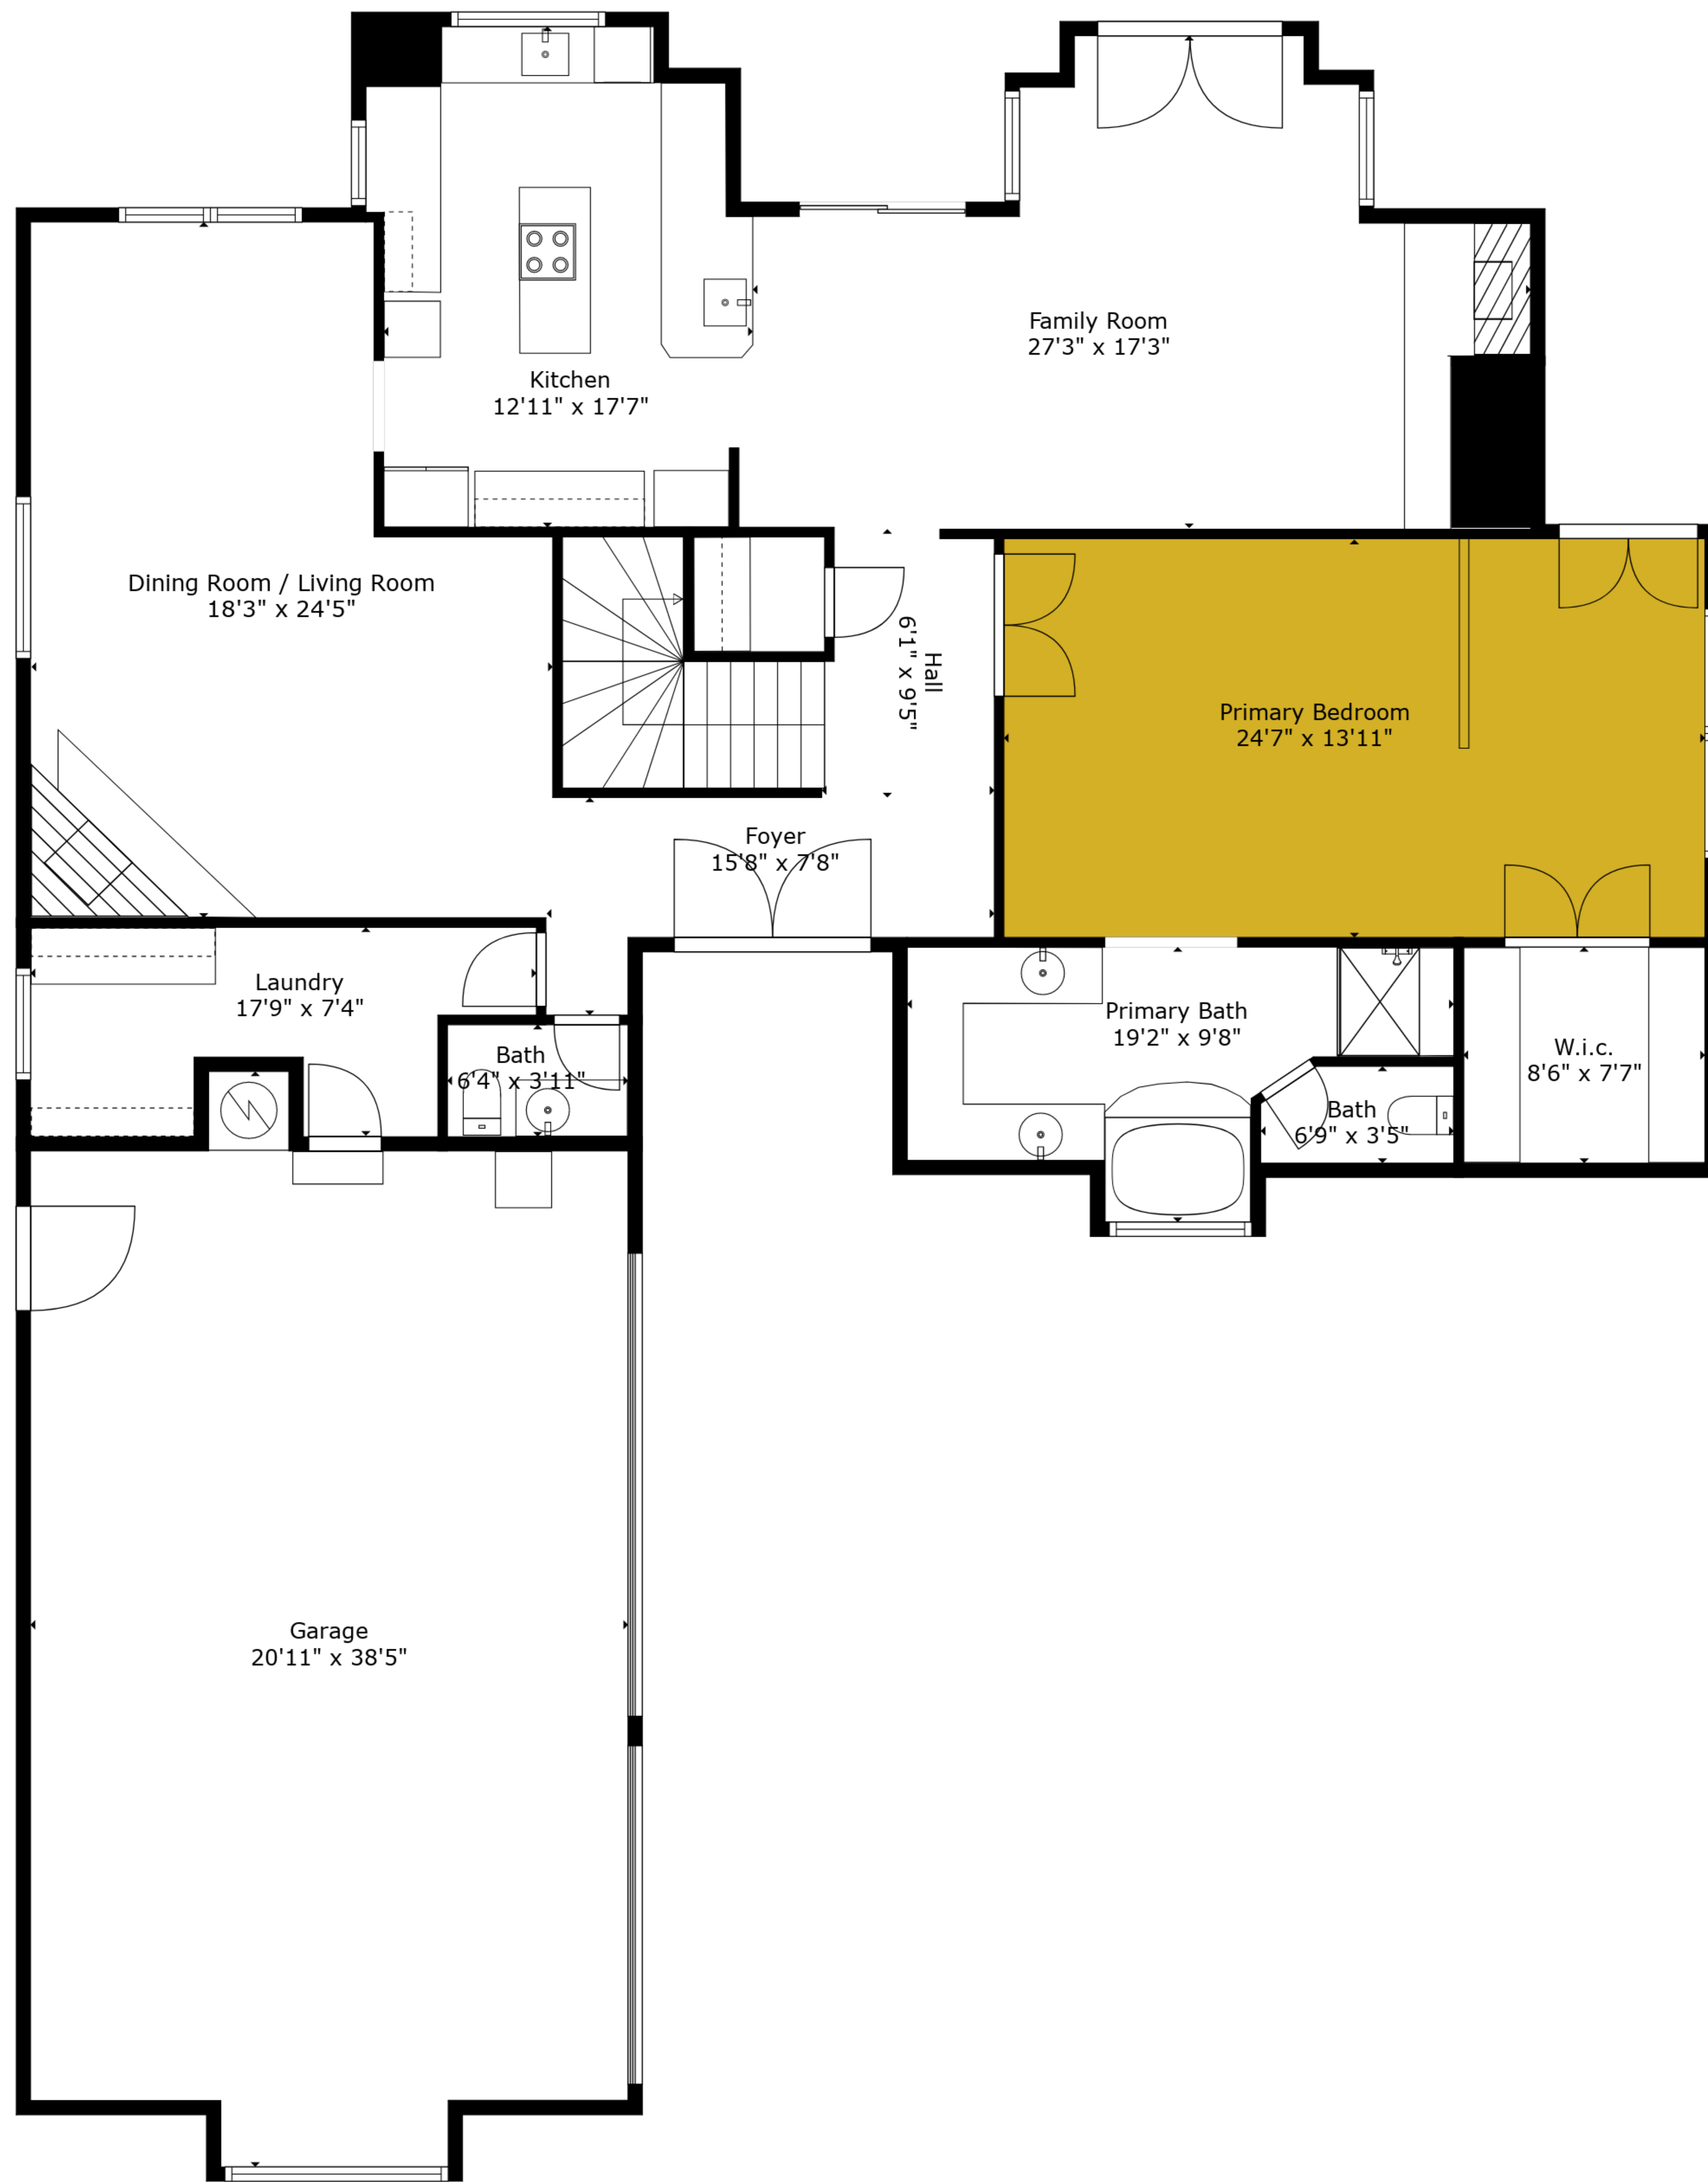 Family Room
27'3" x 17'3"
Kitchen
12'11" x 17'7"
Dining Room / Living Room
18'3" x 24'5"
Hall
6'1" x 9'5"
Primary Bedroom
24'7" x 13'11"
Foyer
15'8" x 7'8"
Laundry
17'9" x 7'4"
Bath
6'4" x 3'11"
Primary Bath
19'2" x 9'8"
W.i.c.
8'6" x 7'7"
Bath
6'9" x 3'5"
Garage
20'11" x 38'5"